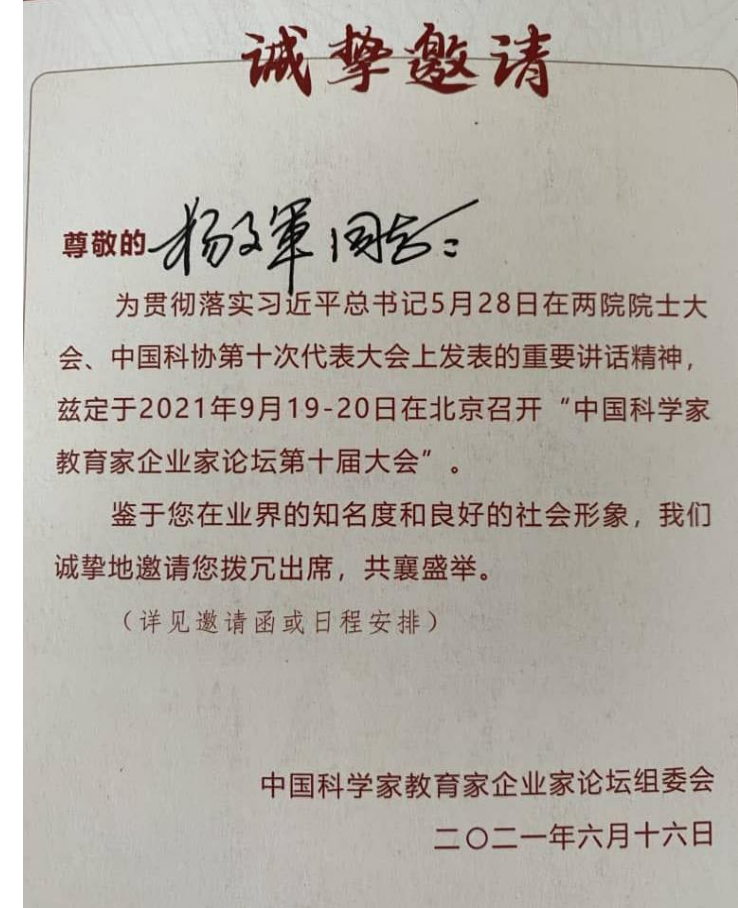 诚挚邀请
尊敬的 杨文军 同志：
为贯彻落实习近平总书记5月28日在两院院士大
会、中国科协第十次代表大会上发表的重要讲话精神，
兹定于2021年9月19-20日在北京召开“中国科学家
教育家企业家论坛第十届大会”。
鉴于您在业界的知名度和良好的社会形象，我们
诚挚地邀请您拨冗出席，共襄盛举。
（详见邀请函或日程安排）
中国科学家教育家企业家论坛组委会
二〇二一年六月十六日